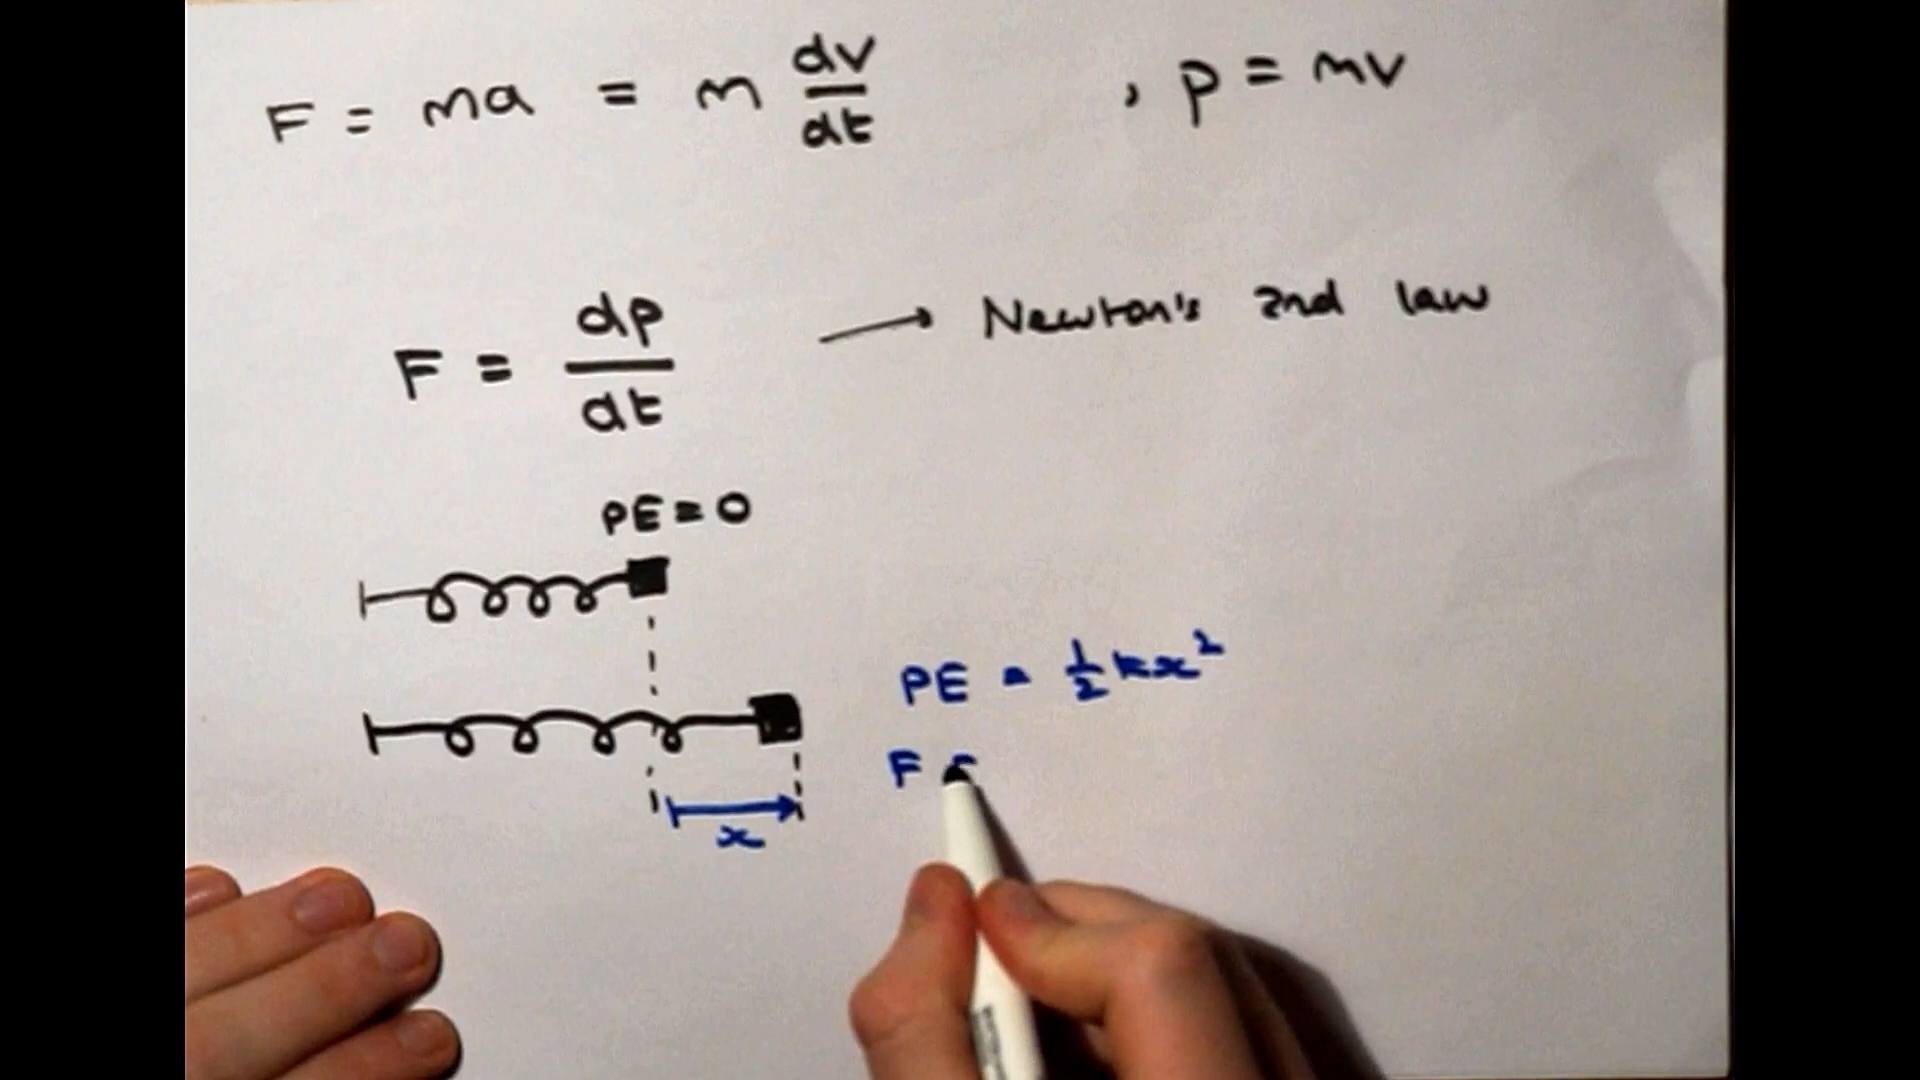 F = ma = m dv/dt , p = mv
F = dp/dt → Newton's 2nd law
PE = 0
PE = ½kx²
F =
x